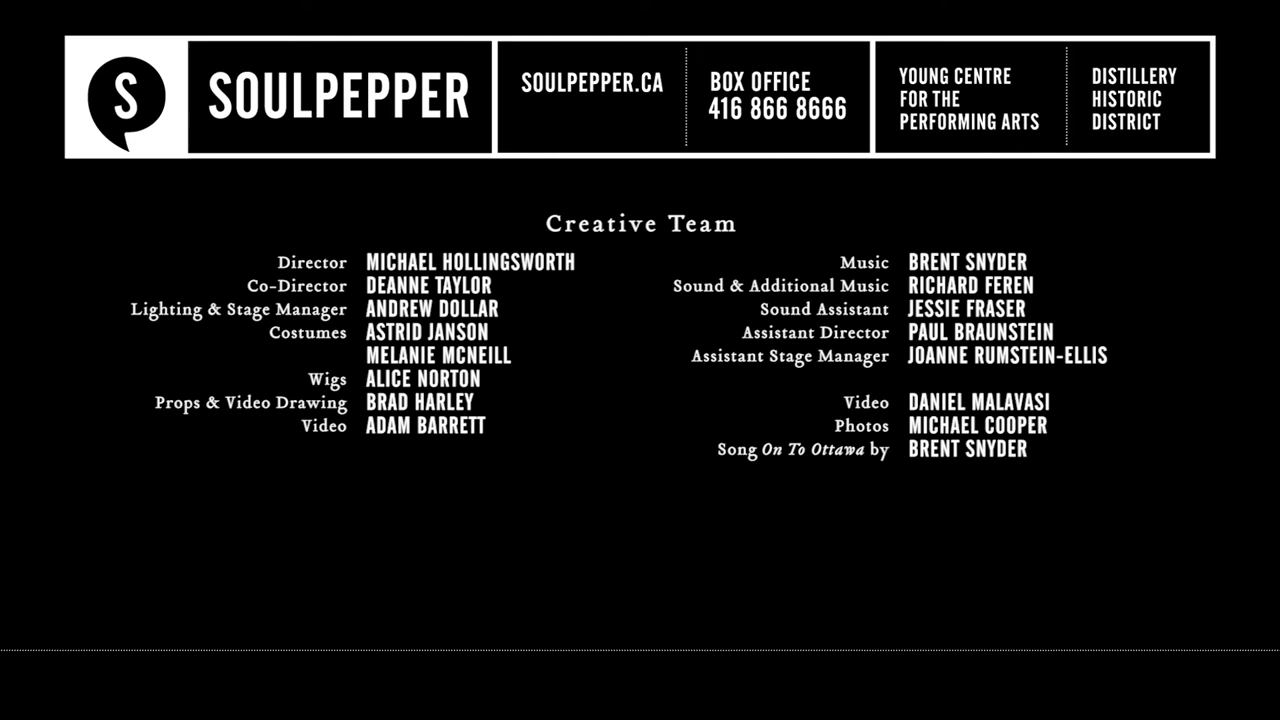 S
SOULPEPPER
SOULPEPPER.CA
BOX OFFICE
416 866 8666
YOUNG CENTRE
FOR THE
PERFORMING ARTS
DISTILLERY
HISTORIC
DISTRICT
Creative Team
Director MICHAEL HOLLINGSWORTH
Co-Director DEANNE TAYLOR
Lighting & Stage Manager ANDREW DOLLAR
Costumes ASTRID JANSON
MELANIE MCNEILL
Wigs ALICE NORTON
Props & Video Drawing BRAD HARLEY
Video ADAM BARRETT
Music BRENT SNYDER
Sound & Additional Music RICHARD FEREN
Sound Assistant JESSIE FRASER
Assistant Director PAUL BRAUNSTEIN
Assistant Stage Manager JOANNE RUMSTEIN-ELLIS
Video DANIEL MALAVASI
Photos MICHAEL COOPER
Song On To Ottawa by BRENT SNYDER